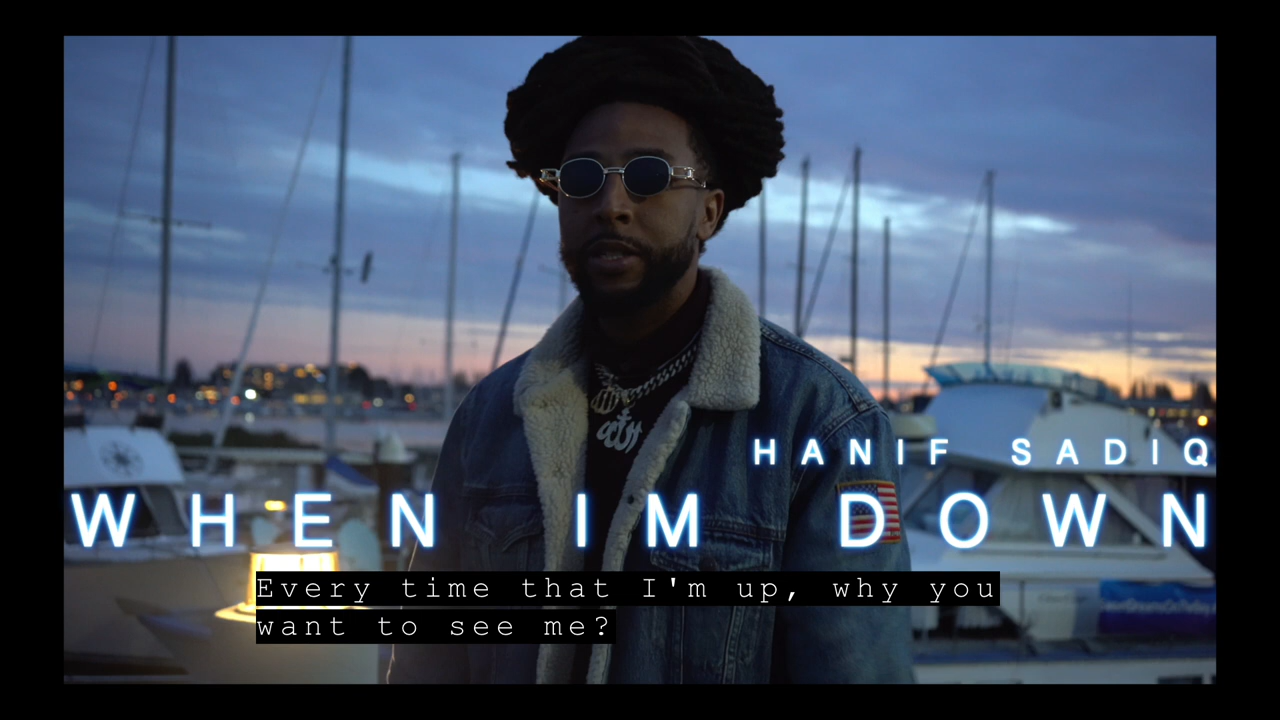 HANIF SADIQ
WHEN IM DOWN
Every time that I'm up, why you
want to see me?